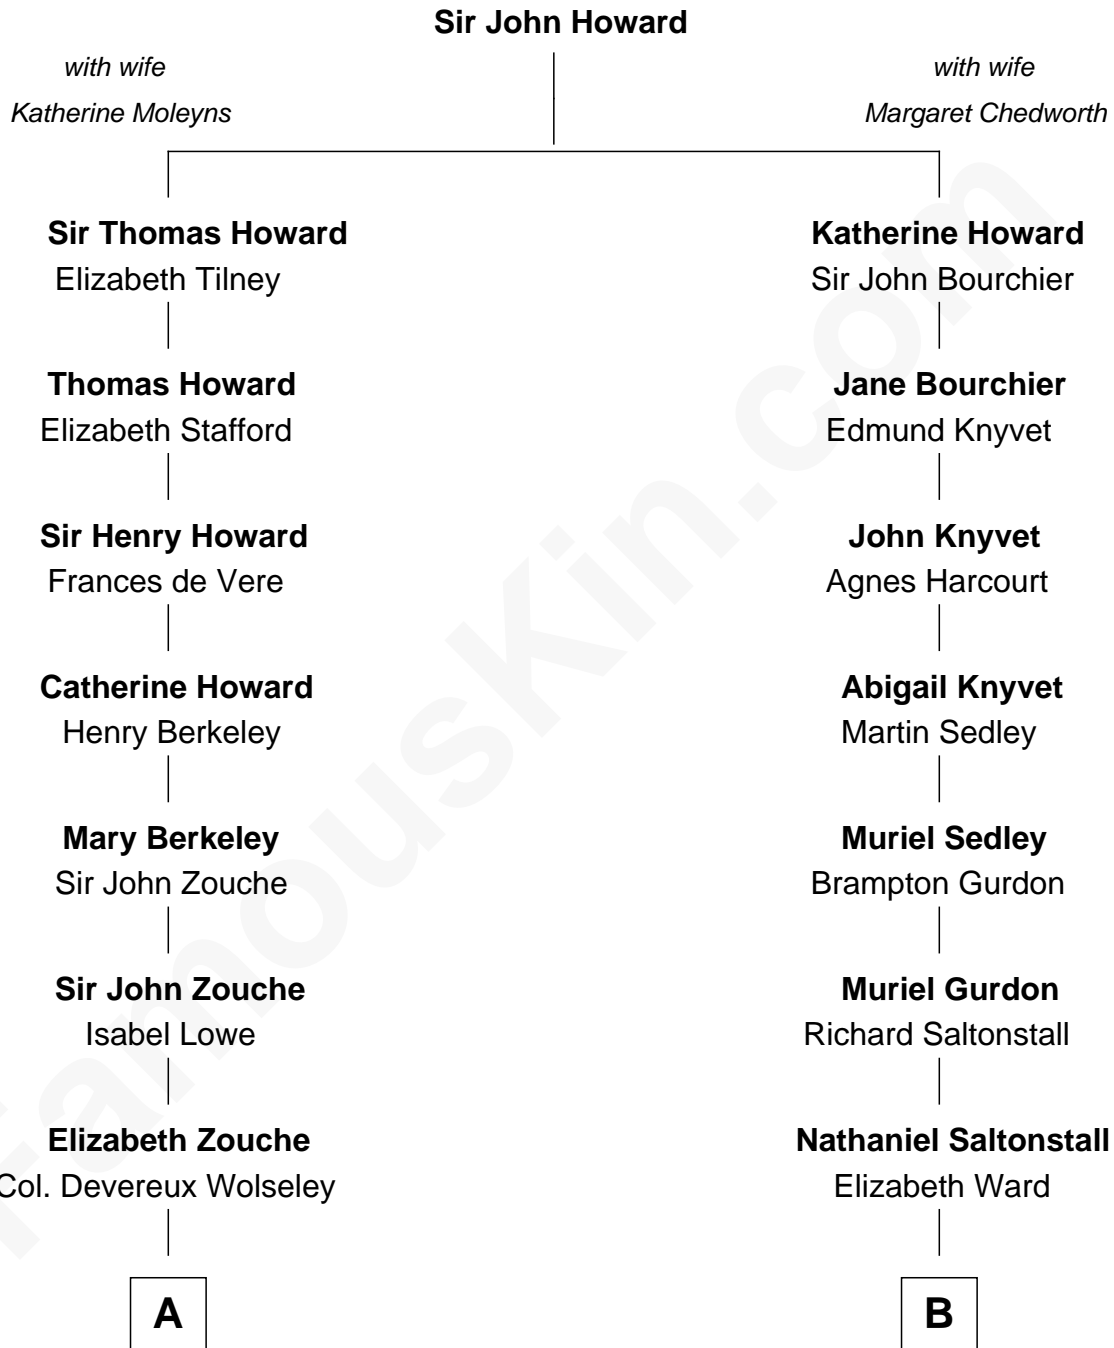 Sir John Howard
with wife
Katherine Moleyns
with wife
Margaret Chedworth
Sir Thomas Howard
Elizabeth Tilney
Katherine Howard
Sir John Bourchier
Thomas Howard
Elizabeth Stafford
Jane Bourchier
Edmund Knyvet
Sir Henry Howard
Frances de Vere
John Knyvet
Agnes Harcourt
Catherine Howard
Henry Berkeley
Abigail Knyvet
Martin Sedley
Mary Berkeley
Sir John Zouche
Muriel Sedley
Brampton Gurdon
Sir John Zouche
Isabel Lowe
Muriel Gurdon
Richard Saltonstall
Elizabeth Zouche
Col. Devereux Wolseley
Nathaniel Saltonstall
Elizabeth Ward
A
B
FamousKin.com